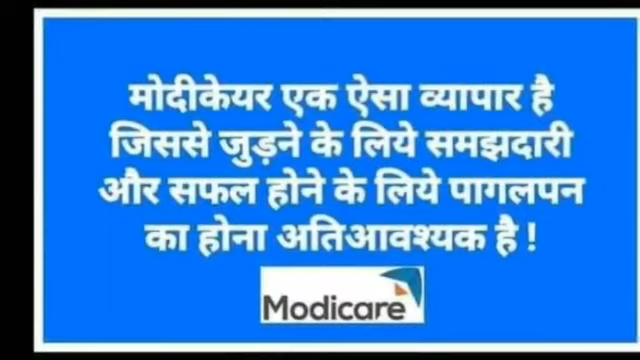 मोदीकेयर एक ऐसा व्यापार है
जिससे जुड़ने के लिये समझदारी
और सफल होने के लिये पागलपन
का होना अतिआवश्यक है !
Modicare